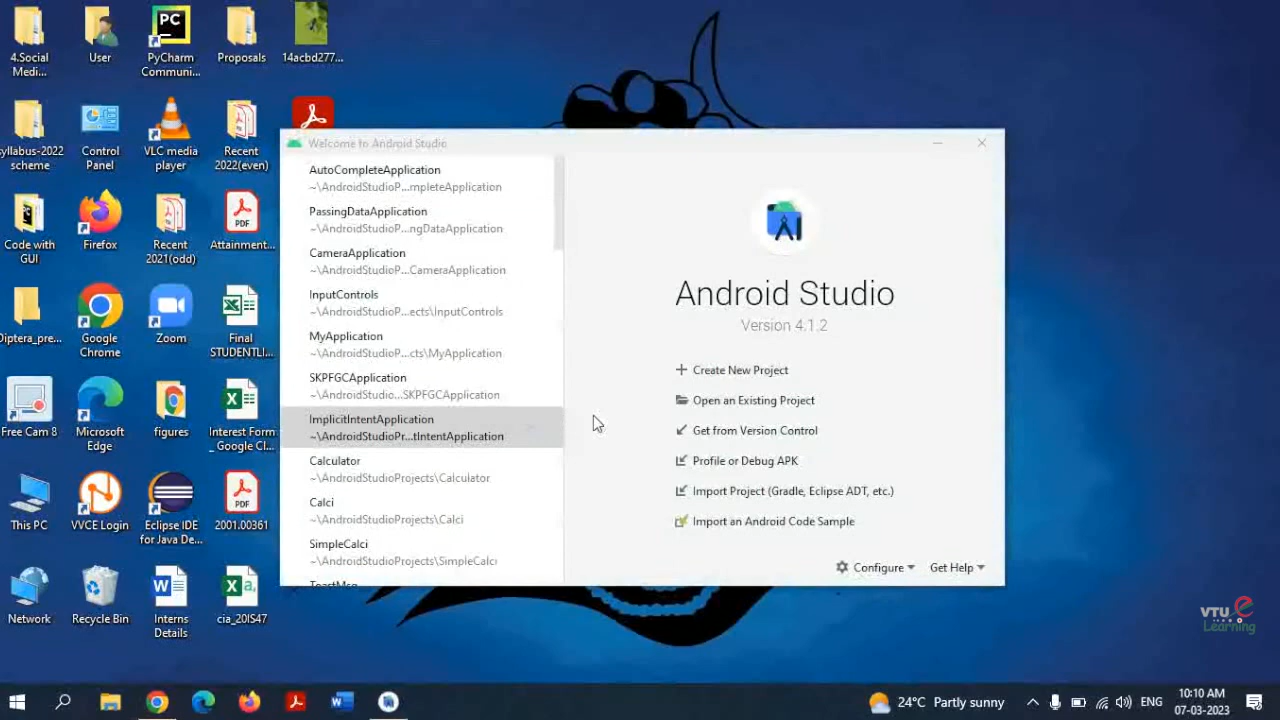 4.Social
Medi...
User
PC
PyCharm
Communi...
Proposals
14acbd277...
syllabus-2022
scheme
Control
Panel
VLC media
player
Recent
2022(even)
Code with
GUI
Firefox
Recent
2021(odd)
PDF
Attainment...
Diptera_pre...
Google
Chrome
Zoom
Final
STUDENTLI...
Free Cam 8
Microsoft
Edge
figures
Interest Form
_ Google Cl...
This PC
VVCE Login
Eclipse IDE
for Java De...
PDF
2001.00361
Network
Recycle Bin
Interns
Details
cia_20IS47
Welcome to Android Studio
AutoCompleteApplication
~\AndroidStudioP...mpleteApplication
PassingDataApplication
~\AndroidStudioP...ngDataApplication
CameraApplication
~\AndroidStudioP...CameraApplication
InputControls
~\AndroidStudioP...ects\InputControls
MyApplication
~\AndroidStudioP...cts\MyApplication
SKPFGCApplication
~\AndroidStudio...SKPFGCApplication
ImplicitIntentApplication
~\AndroidStudioPr...tIntentApplication
Calculator
~\AndroidStudioProjects\Calculator
Calci
~\AndroidStudioProjects\Calci
SimpleCalci
~\AndroidStudioProjects\SimpleCalci
ToastMsg
Android Studio
Version 4.1.2
Create New Project
Open an Existing Project
Get from Version Control
Profile or Debug APK
Import Project (Gradle, Eclipse ADT, etc.)
Import an Android Code Sample
Configure
Get Help
VTU e
Learning
24°C Partly sunny
ENG
10:10 AM
07-03-2023